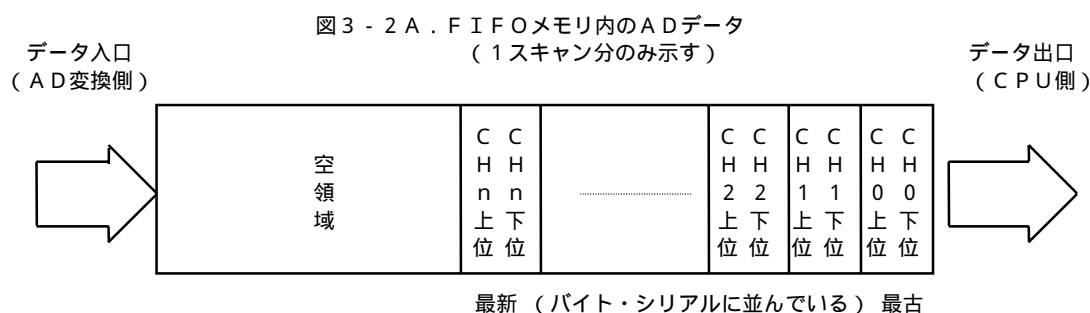 図3-2A.FIFOメモリ内のADデータ
(1スキャン分のみ示す)
データ入口
(AD変換側)
データ出口
(CPU側)
空領域
CHn上位
CHn下位
CH2上位
CH2下位
CH1上位
CH1下位
CH0上位
CH0下位
最新 (バイト・シリアルに並んでいる) 最古